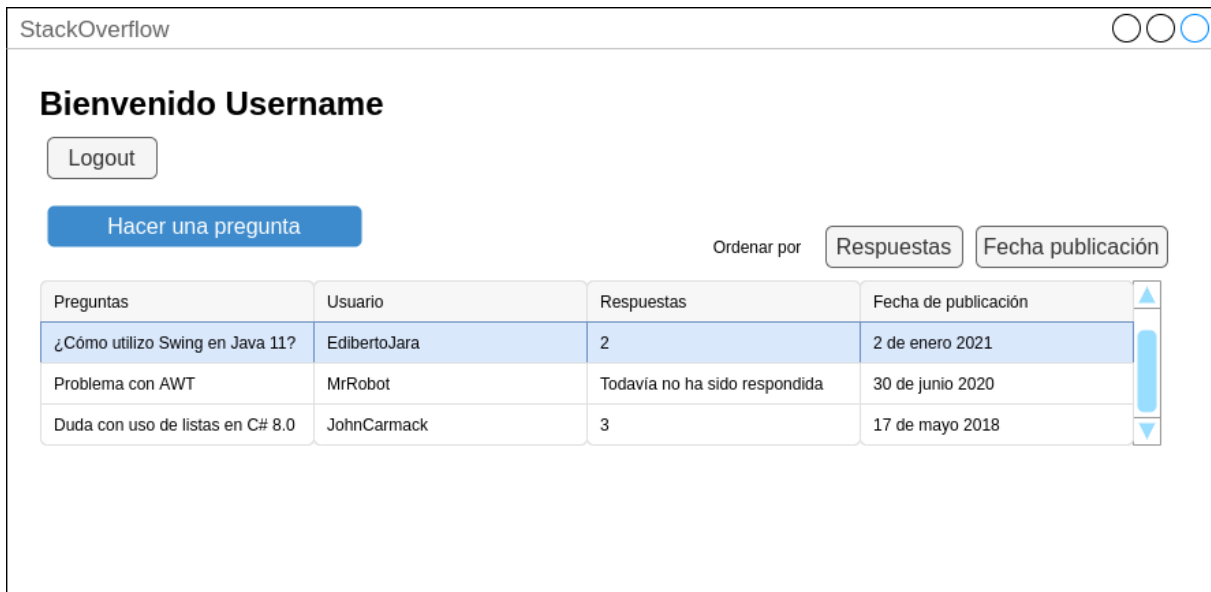 StackOverflow
Bienvenido Username
Logout
Hacer una pregunta
Ordenar por Respuestas Fecha publicación
Preguntas Usuario Respuestas Fecha de publicación
¿Cómo utilizo Swing en Java 11? EdibertoJara 2 2 de enero 2021
Problema con AWT MrRobot Todavía no ha sido respondida 30 de junio 2020
Duda con uso de listas en C# 8.0 JohnCarmack 3 17 de mayo 2018